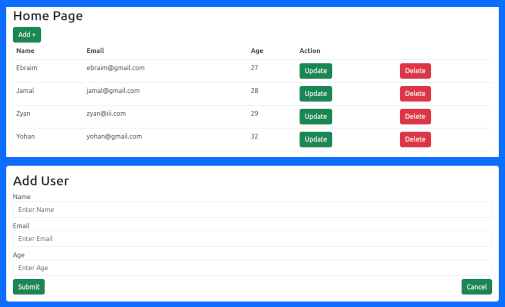 Home Page
Add +
Name Email Age Action
Ebraim ebraim@gmail.com 27 Update Delete
Jamal jamal@gmail.com 28 Update Delete
Zyan zyan@iii.com 29 Update Delete
Yohan yohan@gmail.com 32 Update Delete
Add User
Name
Enter Name
Email
Enter Email
Age
Enter Age
Submit Cancel